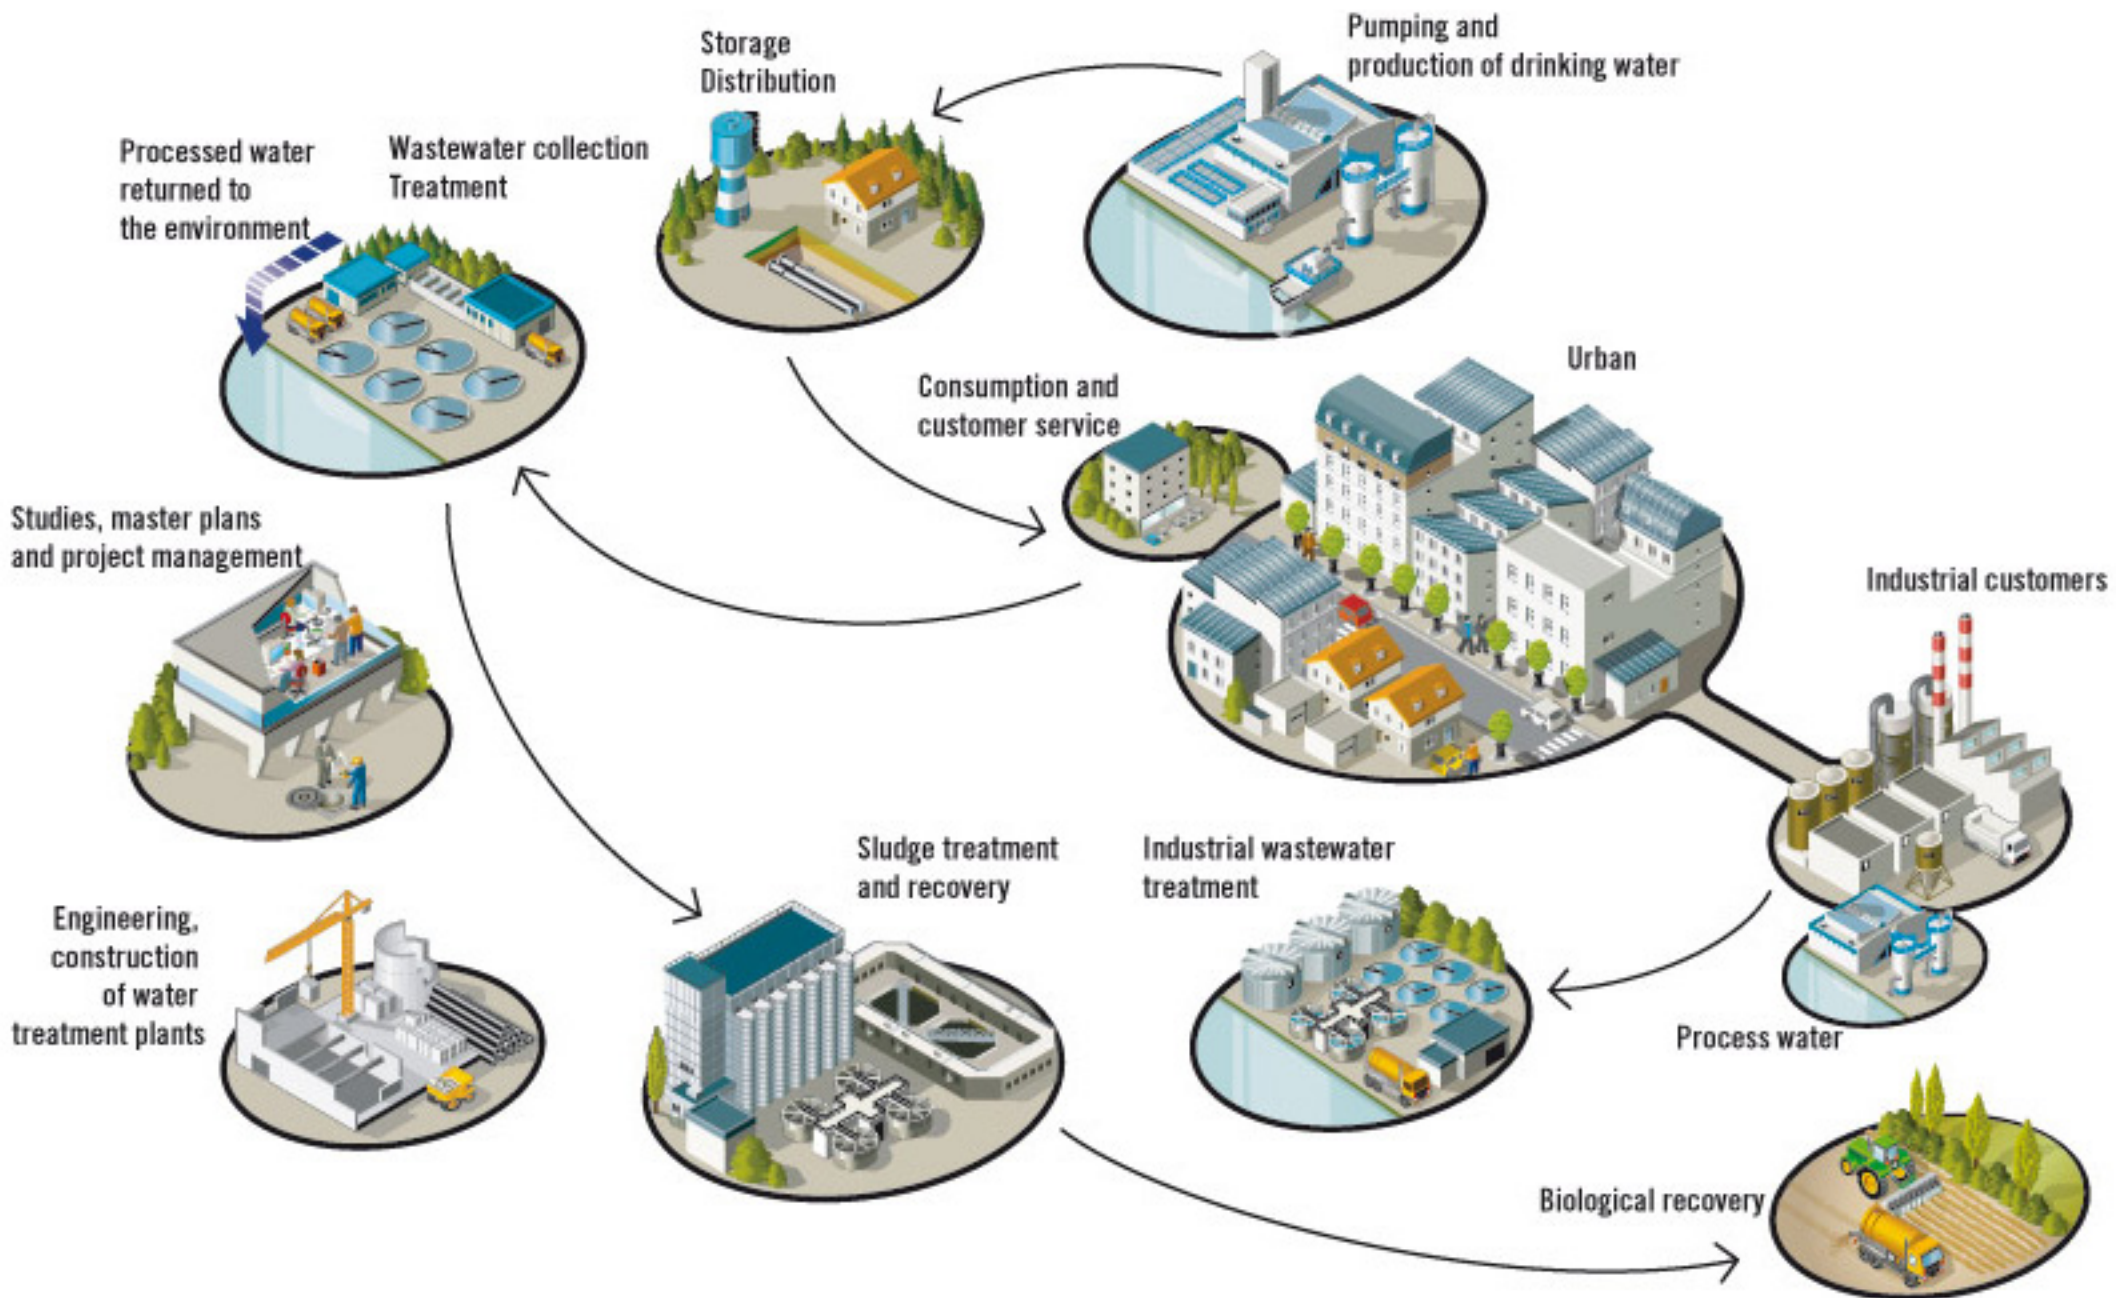 Pumping and
production of drinking water
Storage
Distribution
Processed water
returned to
the environment
Wastewater collection
Treatment
Urban
Consumption and
customer service
Studies, master plans
and project management
Industrial customers
Sludge treatment
and recovery
Industrial wastewater
treatment
Engineering,
construction
of water
treatment plants
Process water
Biological recovery